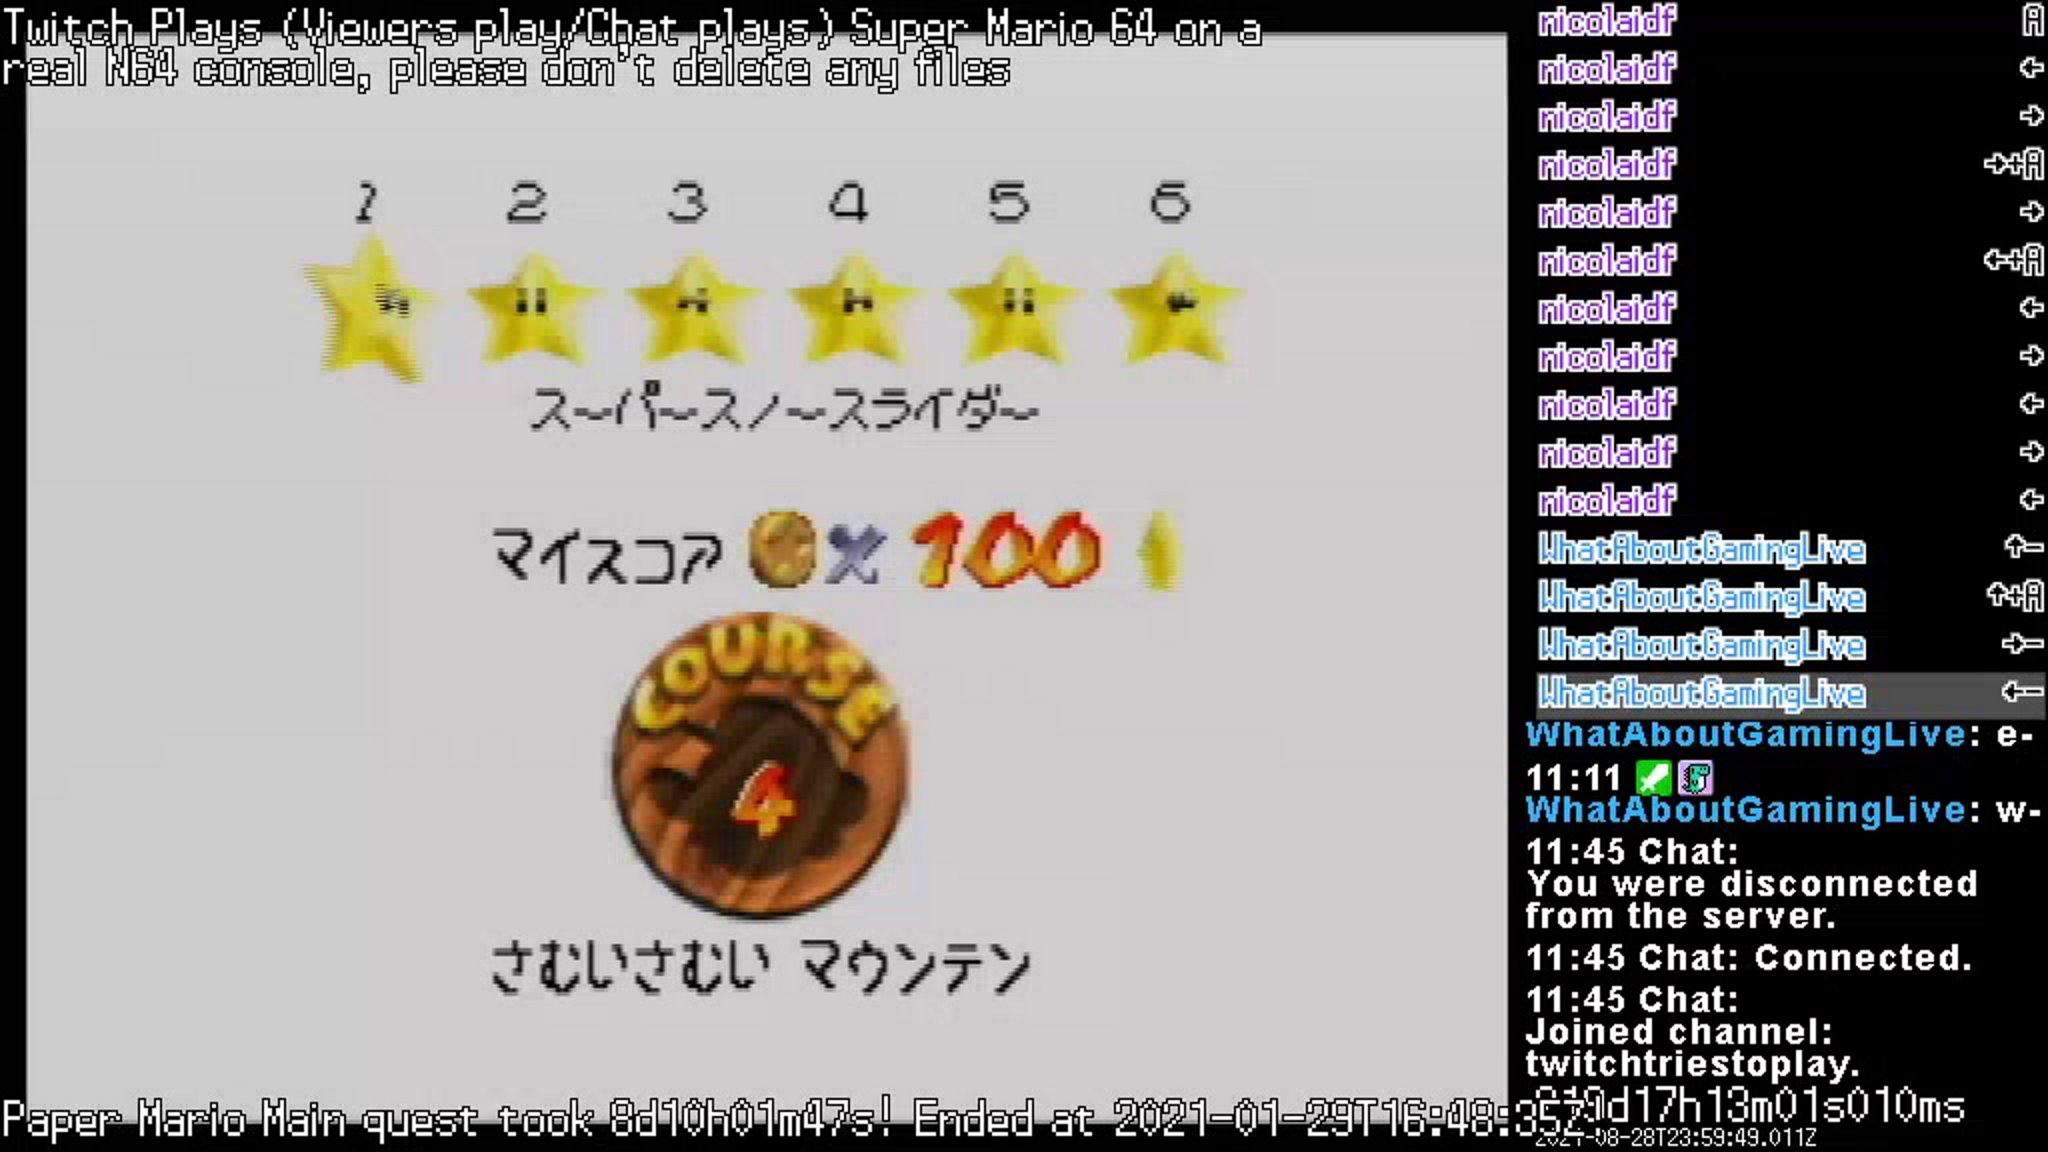 Twitch Plays (Viewers play/Chat plays) Super Mario 64 on a
real N64 console, please don't delete any files
1 2 3 4 5 6
スーパースノースライダー
マイスコア × 100
COURSE
4
さむいさむい マウンテン
Paper Mario Main quest took 8d10h01m47s! Ended at 2021-01-29T16:48:35Z!
nicolaidf A
nicolaidf ←
nicolaidf →
nicolaidf →+A
nicolaidf →
nicolaidf ←+A
nicolaidf ←
nicolaidf →
nicolaidf ←
nicolaidf →
nicolaidf ←
WhatAboutGamingLive ↑-
WhatAboutGamingLive ↑+A
WhatAboutGamingLive →-
WhatAboutGamingLive ←-
WhatAboutGamingLive: e-
11:11
WhatAboutGamingLive: w-
11:45 Chat:
You were disconnected
from the server.
11:45 Chat: Connected.
11:45 Chat:
Joined channel:
twitchtriestoplay.
d17h13m01s010ms
08-28T23:59:49.011Z